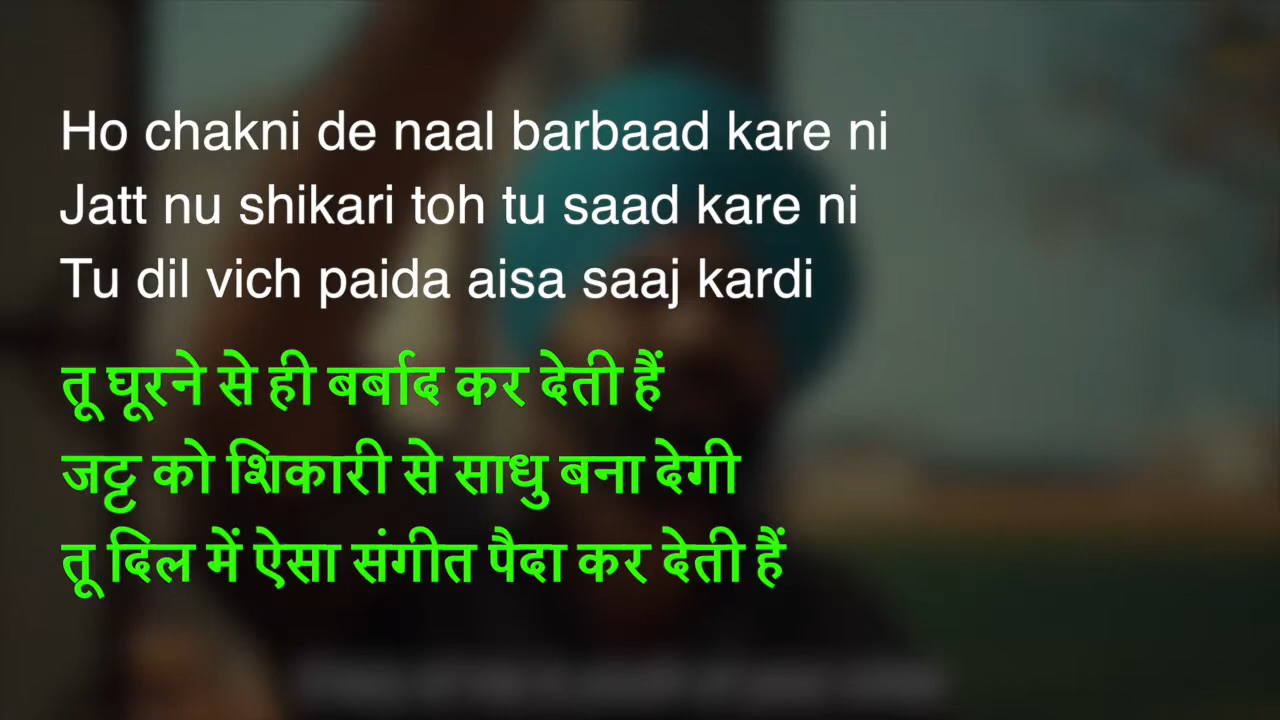 Ho chakni de naal barbaad kare ni
Jatt nu shikari toh tu saad kare ni
Tu dil vich paida aisa saaj kardi
तू घूरने से ही बर्बाद कर देती हैं
जट्ट को शिकारी से साधु बना देगी
तू दिल में ऐसा संगीत पैदा कर देती हैं